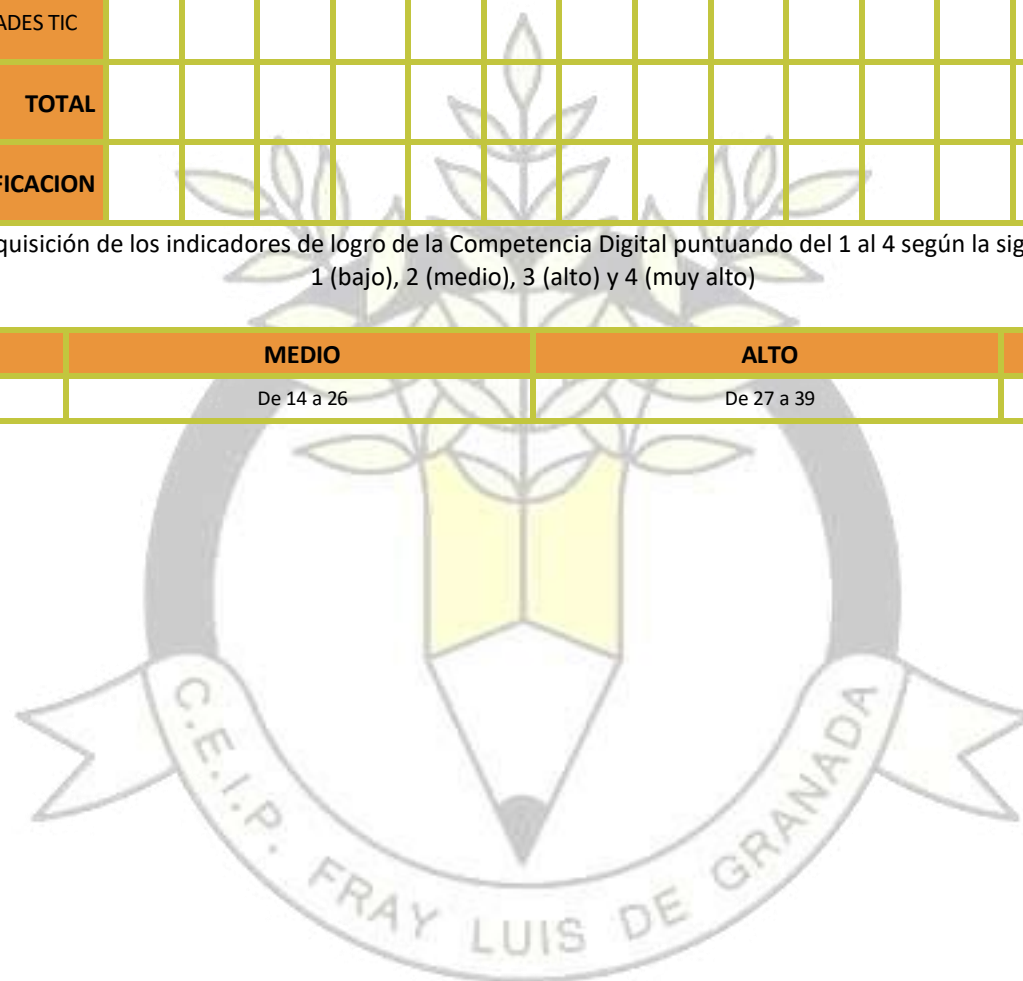 ADES TIC
TOTAL
FICACION
quisición de los indicadores de logro de la Competencia Digital puntuando del 1 al 4 según la sig
1 (bajo), 2 (medio), 3 (alto) y 4 (muy alto)
MEDIO ALTO
De 14 a 26 De 27 a 39
C.E.I.P. FRAY LUIS DE GRANADA